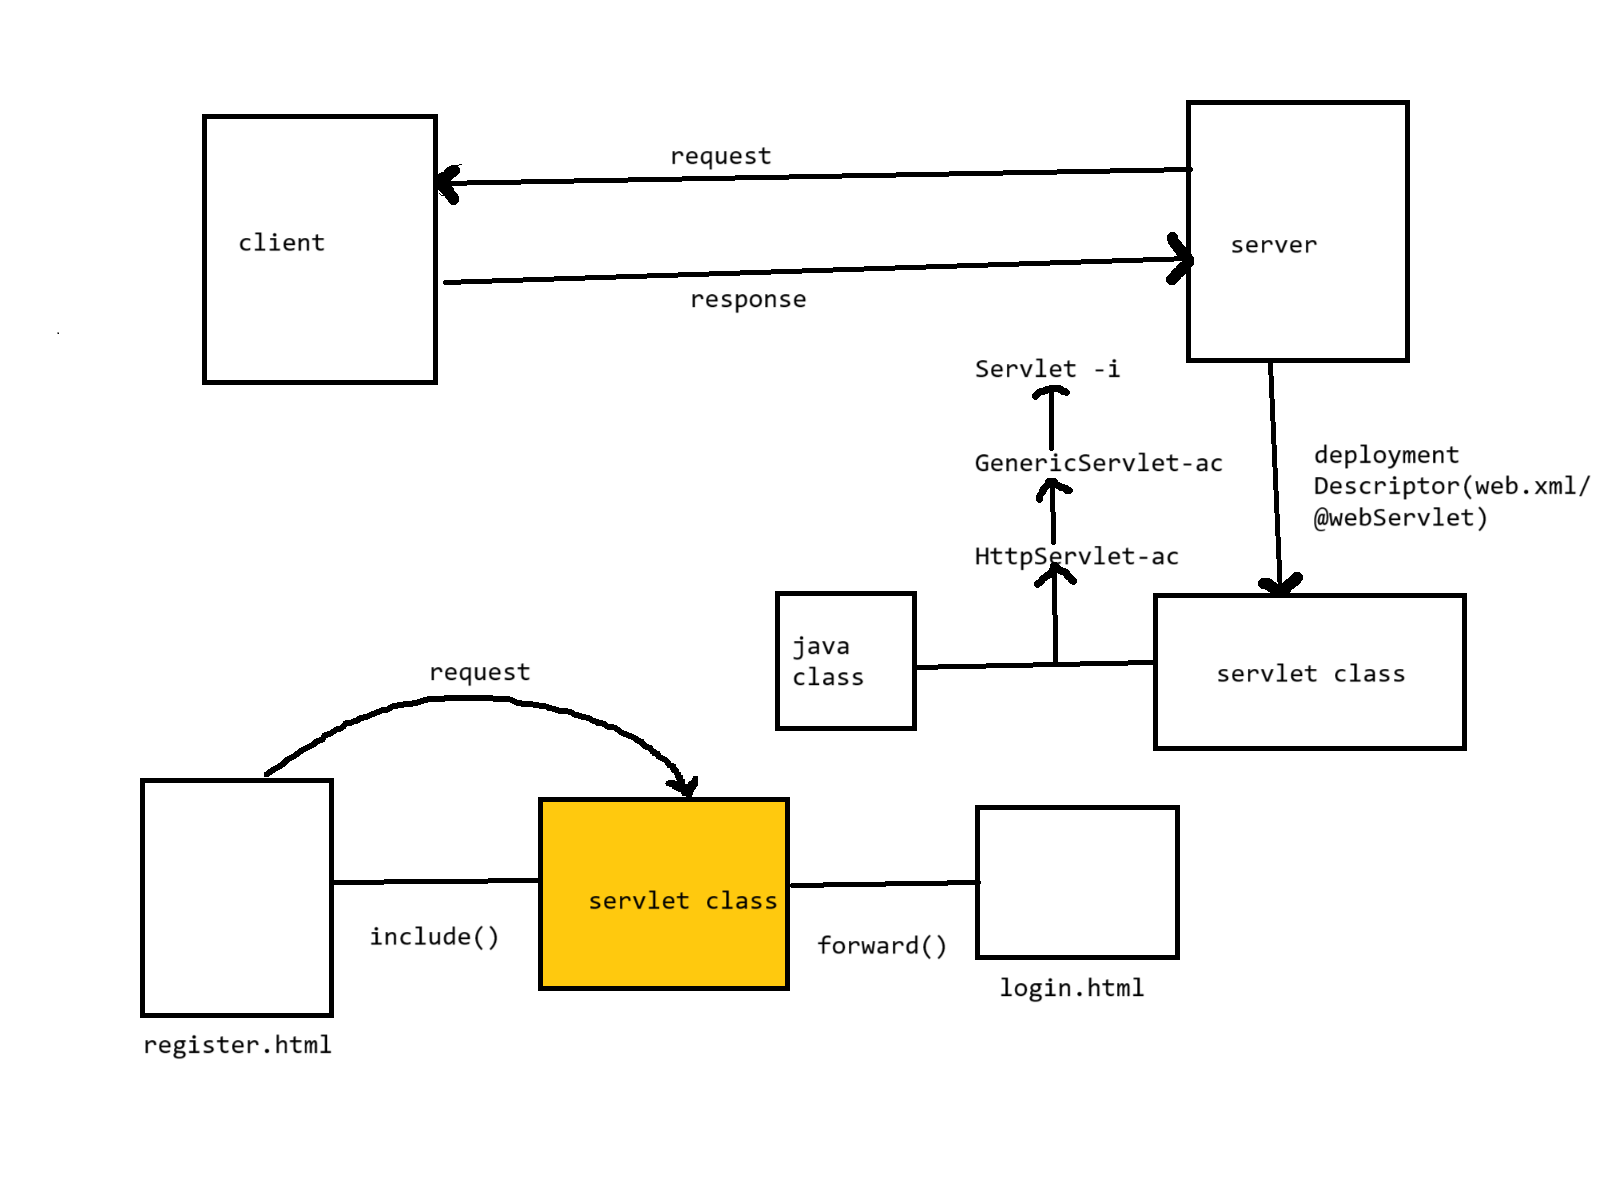 request
client
server
response
Servlet -i
GenericServlet-ac
deployment
Descriptor(web.xml/
@webServlet)
HttpServlet-ac
java
class
servlet class
request
servlet class
include()
forward()
login.html
register.html